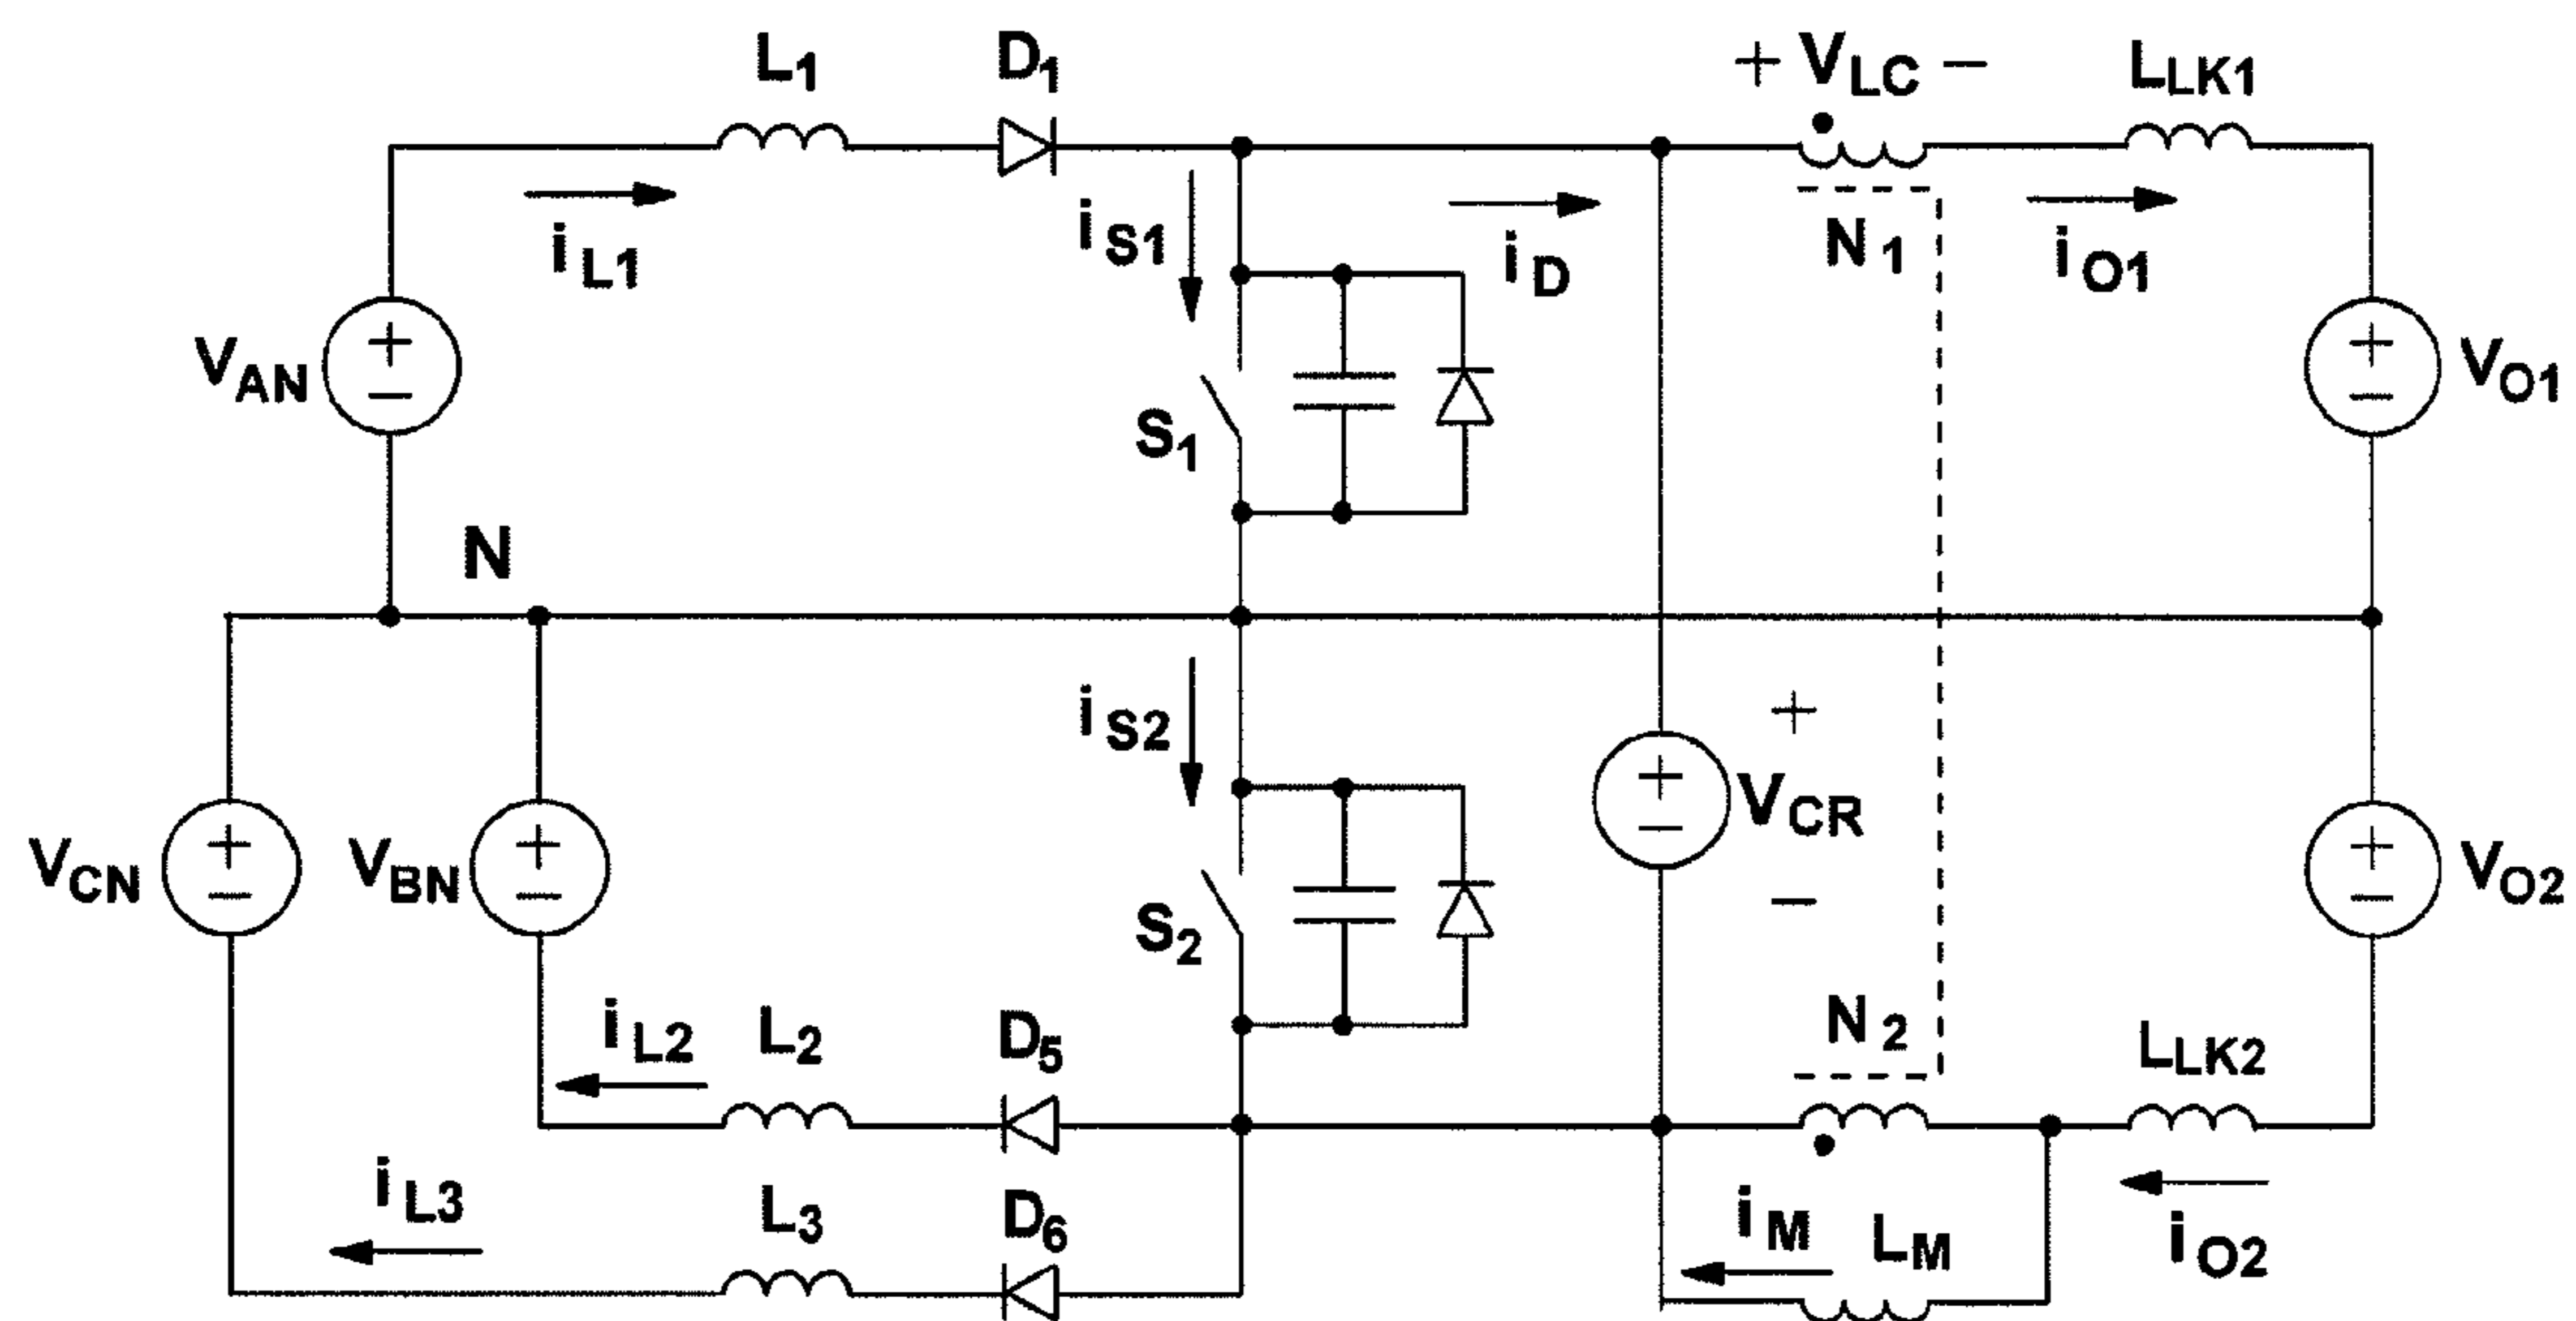 L1
D1
+ VLC −
LLK1
iL1
iS1
iD
N1
iO1
VAN
+
−
S1
+
−
VO1
N
iS2
+
VCN
+
−
VBN
+
−
S2
+
−
VCR
−
+
−
VO2
iL2
L2
D5
N2
LLK2
iL3
L3
D6
iM
LM
iO2